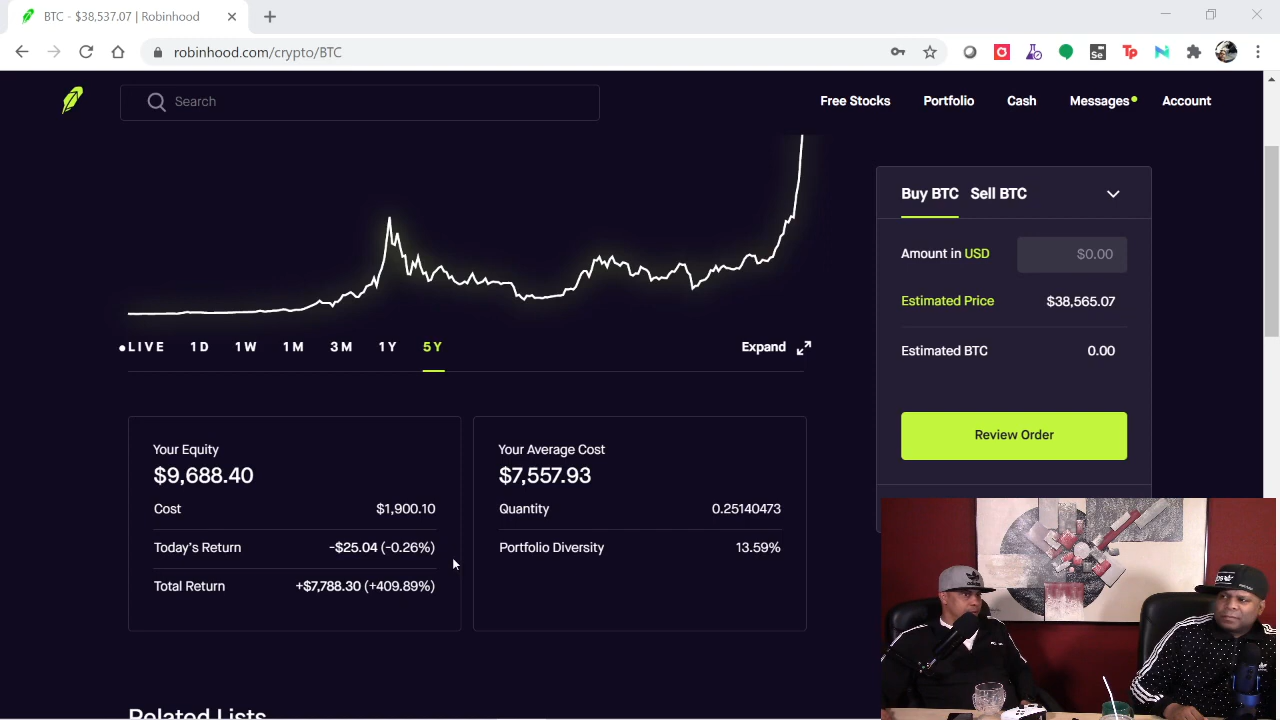 BTC - $38,537.07 | Robinhood
robinhood.com/crypto/BTC
Search
Free Stocks Portfolio Cash Messages Account
Buy BTC Sell BTC
Amount in USD $0.00
Estimated Price $38,565.07
Estimated BTC 0.00
Review Order
LIVE 1D 1W 1M 3M 1Y 5Y Expand
Your Equity
$9,688.40
Cost $1,900.10
Today's Return -$25.04 (-0.26%)
Total Return +$7,788.30 (+409.89%)
Your Average Cost
$7,557.93
Quantity 0.25140473
Portfolio Diversity 13.59%
Related Lists
Se
Tp
N